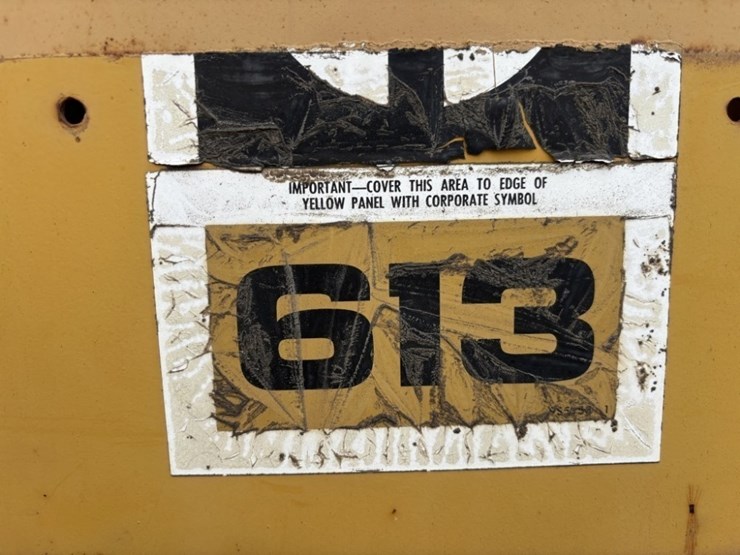 IMPORTANT—COVER THIS AREA TO EDGE OF
YELLOW PANEL WITH CORPORATE SYMBOL
613